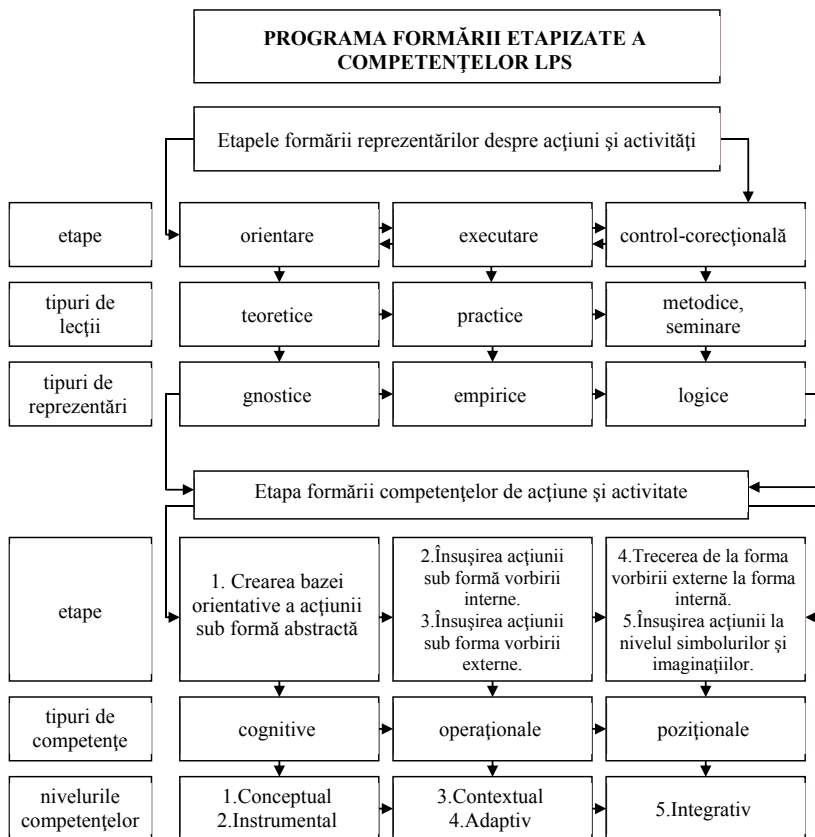 PROGRAMA FORMĂRII ETAPIZATE A
COMPETENŢELOR LPS
Etapele formării reprezentărilor despre acţiuni şi activităţi
etape
orientare
executare
control-corecţională
tipuri de
lecţii
teoretice
practice
metodice,
seminare
tipuri de
reprezentări
gnostice
empirice
logice
Etapa formării competenţelor de acţiune şi activitate
etape
1. Crearea bazei
orientative a acţiunii
sub formă abstractă
2.Însuşirea acţiunii
sub formă vorbirii
interne.
3.Însuşirea acţiunii
sub forma vorbirii
externe.
4.Trecerea de la forma
vorbirii externe la forma
internă.
5.Însuşirea acţiunii la
nivelul simbolurilor şi
imaginaţiilor.
tipuri de
competenţe
cognitive
operaţionale
poziţionale
nivelurile
competenţelor
1.Conceptual
2.Instrumental
3.Contextual
4.Adaptiv
5.Integrativ